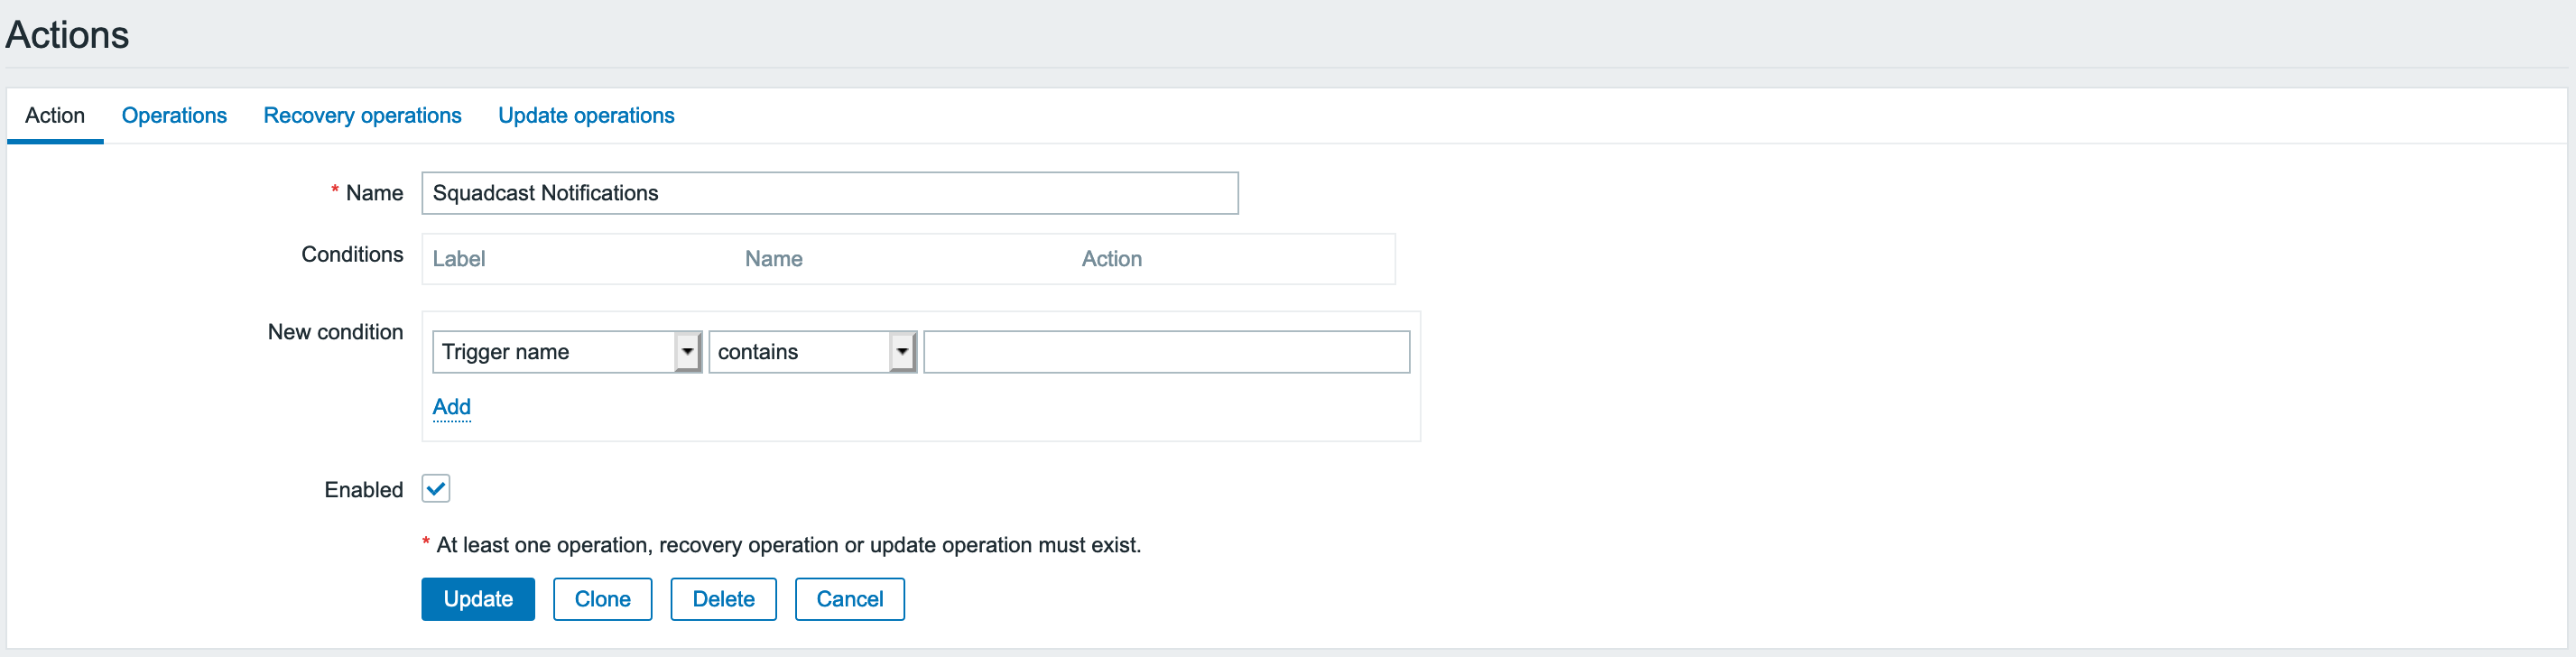 Actions
Action Operations Recovery operations Update operations
* Name Squadcast Notifications
Conditions Label Name Action
New condition Trigger name contains
Add
Enabled
* At least one operation, recovery operation or update operation must exist.
Update Clone Delete Cancel